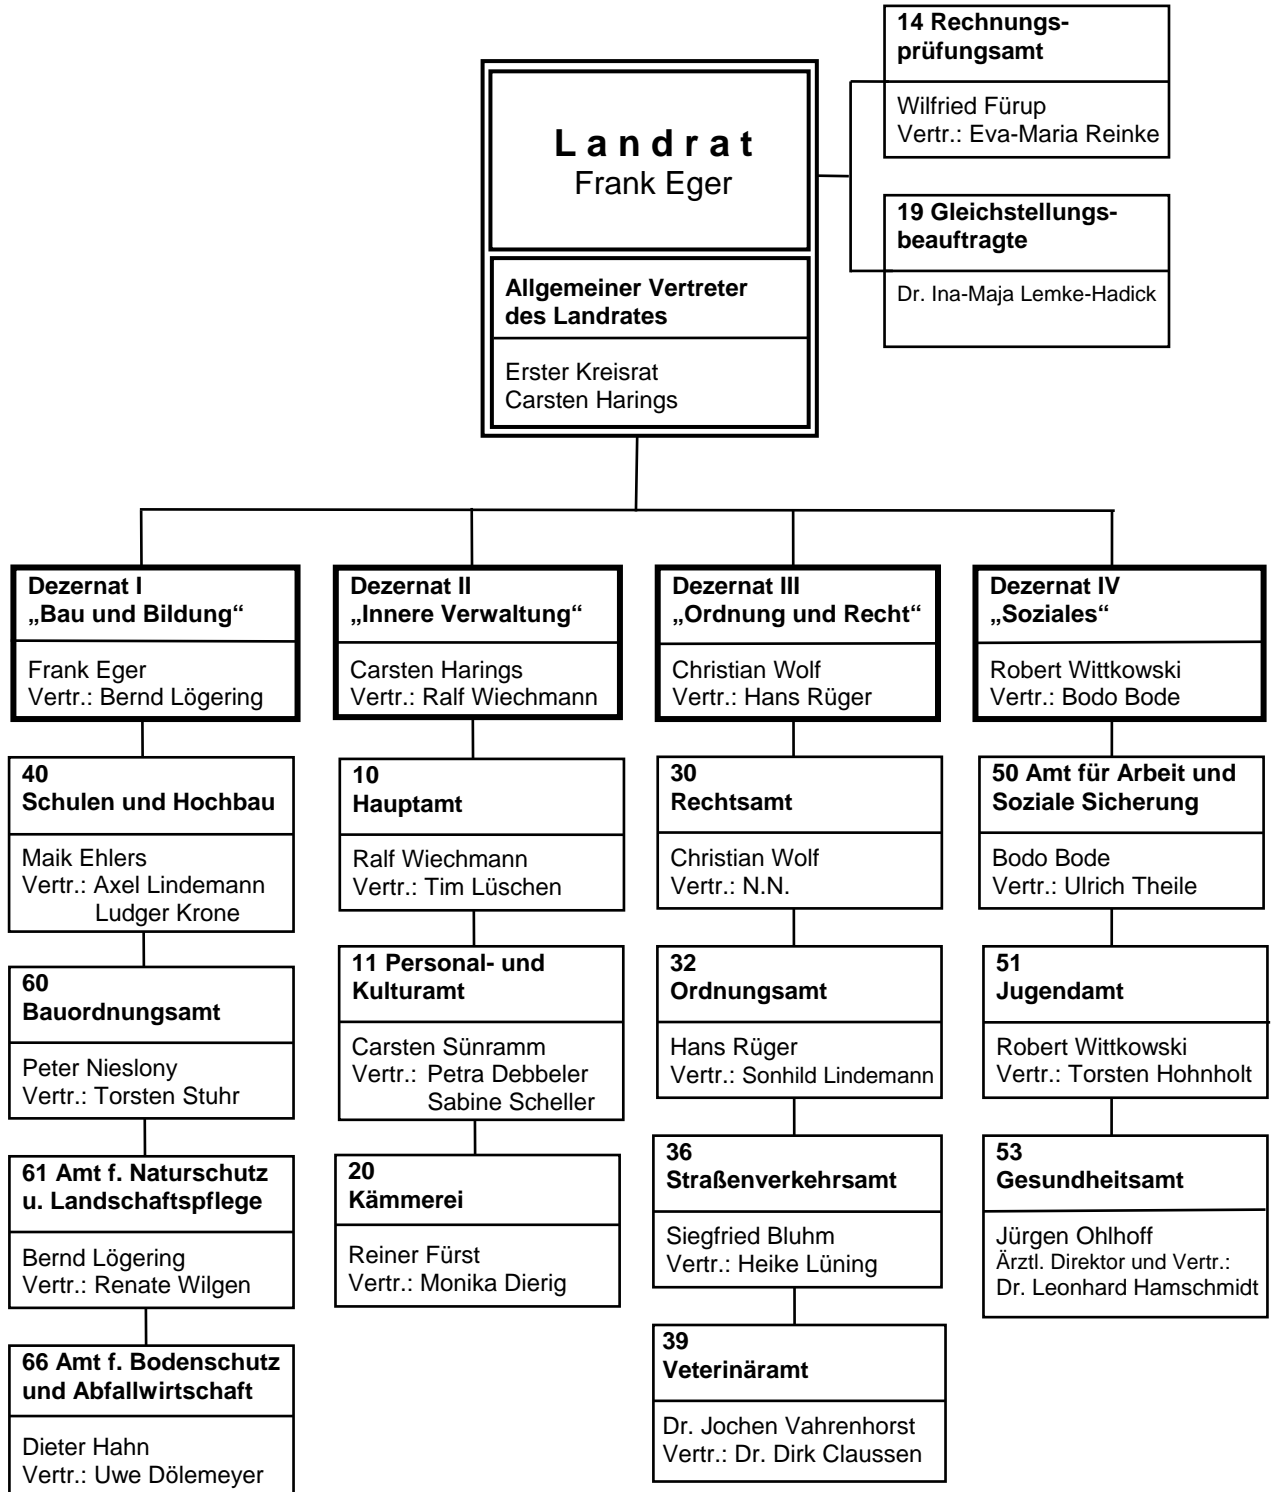 14 Rechnungs-
prüfungsamt
Wilfried Fürup
Vertr.: Eva-Maria Reinke
Landrat
Frank Eger
19 Gleichstellungs-
beauftragte
Dr. Ina-Maja Lemke-Hadick
Allgemeiner Vertreter
des Landrates
Erster Kreisrat
Carsten Harings
Dezernat I
„Bau und Bildung“
Frank Eger
Vertr.: Bernd Lögering
Dezernat II
„Innere Verwaltung“
Carsten Harings
Vertr.: Ralf Wiechmann
Dezernat III
„Ordnung und Recht“
Christian Wolf
Vertr.: Hans Rüger
Dezernat IV
„Soziales“
Robert Wittkowski
Vertr.: Bodo Bode
40
Schulen und Hochbau
Maik Ehlers
Vertr.: Axel Lindemann
Ludger Krone
10
Hauptamt
Ralf Wiechmann
Vertr.: Tim Lüschen
30
Rechtsamt
Christian Wolf
Vertr.: N.N.
50 Amt für Arbeit und
Soziale Sicherung
Bodo Bode
Vertr.: Ulrich Theile
60
Bauordnungsamt
Peter Nieslony
Vertr.: Torsten Stuhr
11 Personal- und
Kulturamt
Carsten Sünramm
Vertr.: Petra Debbeler
Sabine Scheller
32
Ordnungsamt
Hans Rüger
Vertr.: Sonhild Lindemann
51
Jugendamt
Robert Wittkowski
Vertr.: Torsten Hohnholt
61 Amt f. Naturschutz
u. Landschaftspflege
Bernd Lögering
Vertr.: Renate Wilgen
20
Kämmerei
Reiner Fürst
Vertr.: Monika Dierig
36
Straßenverkehrsamt
Siegfried Bluhm
Vertr.: Heike Lüning
53
Gesundheitsamt
Jürgen Ohlhoff
Ärztl. Direktor und Vertr.:
Dr. Leonhard Hamschmidt
66 Amt f. Bodenschutz
und Abfallwirtschaft
Dieter Hahn
Vertr.: Uwe Dölemeyer
39
Veterinäramt
Dr. Jochen Vahrenhorst
Vertr.: Dr. Dirk Claussen